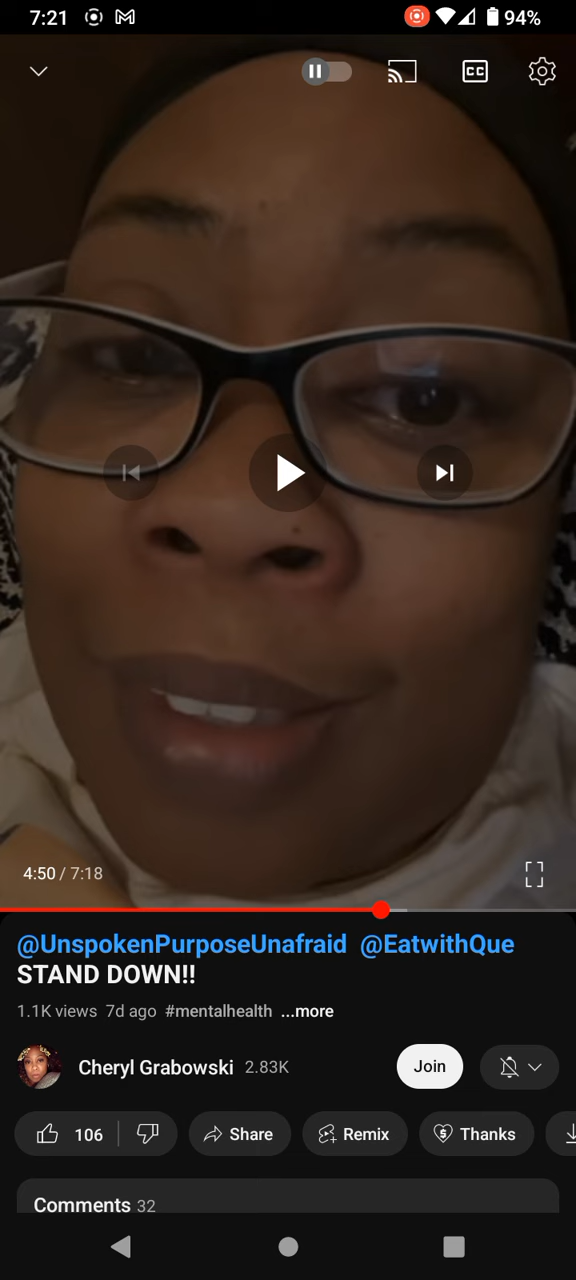 7:21 94%
CC
4:50 / 7:18
@UnspokenPurposeUnafraid @EatwithQue
STAND DOWN!!
1.1K views 7d ago #mentalhealth ...more
Cheryl Grabowski 2.83K Join
106 Share Remix Thanks
Comments 32